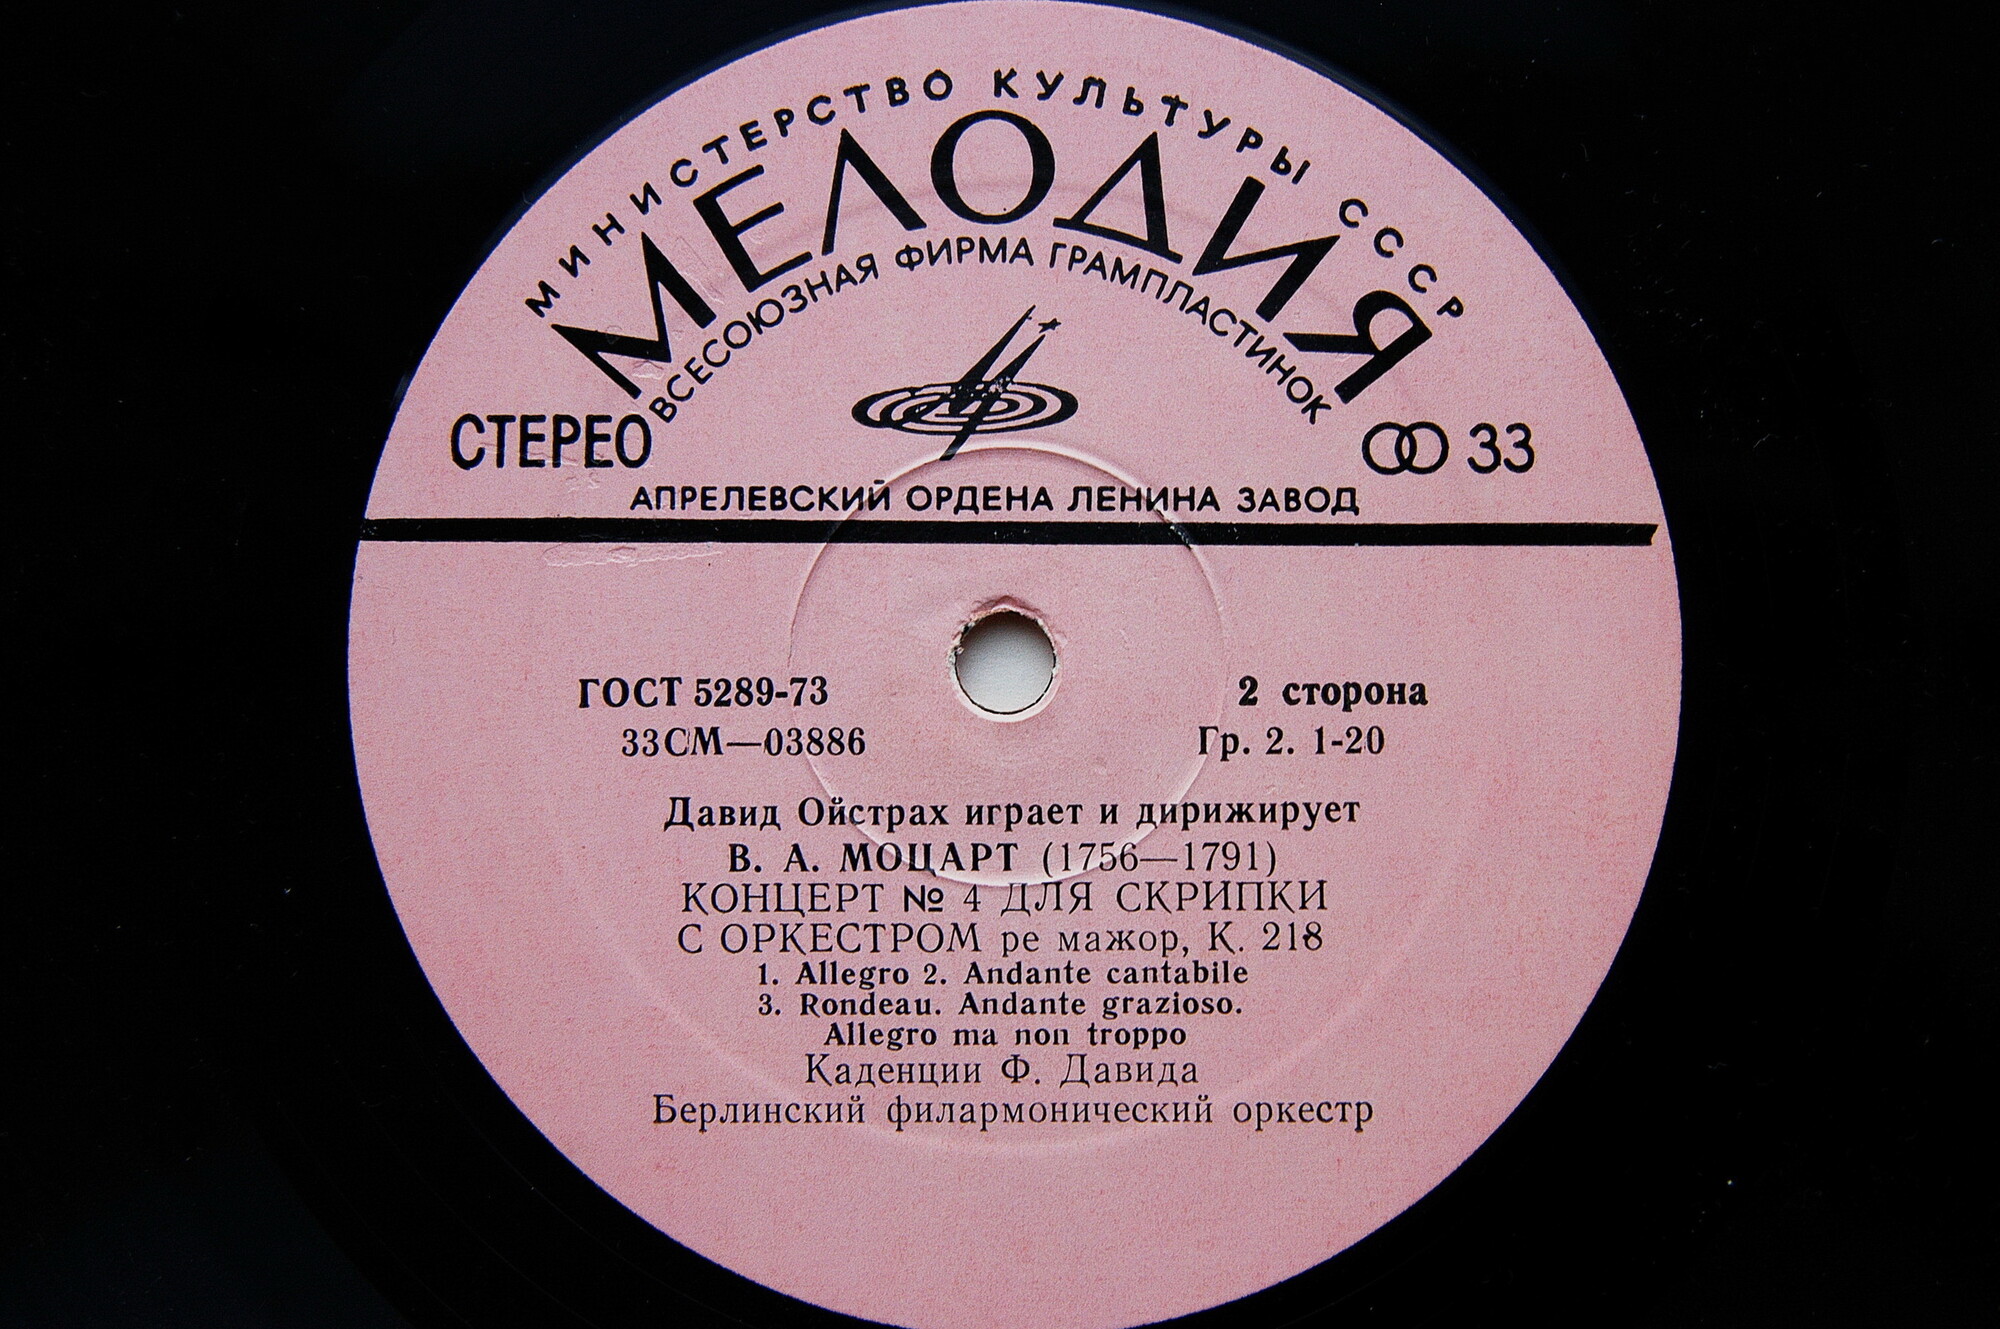 МИНИСТЕРСТВО КУЛЬТУРЫ СССР
МЕЛОДИЯ
ВСЕСОЮЗНАЯ ФИРМА ГРАМПЛАСТИНОК
СТЕРЕО
33
АПРЕЛЕВСКИЙ ОРДЕНА ЛЕНИНА ЗАВОД
ГОСТ 5289-73
2 сторона
33СМ—03886
Гр. 2. 1-20
Давид Ойстрах играет и дирижирует
В. А. МОЦАРТ (1756—1791)
КОНЦЕРТ № 4 ДЛЯ СКРИПКИ
С ОРКЕСТРОМ ре мажор, К. 218
1. Allegro 2. Andante cantabile
3. Rondeau. Andante grazioso.
Allegro ma non troppo
Каденции Ф. Давида
Берлинский филармонический оркестр